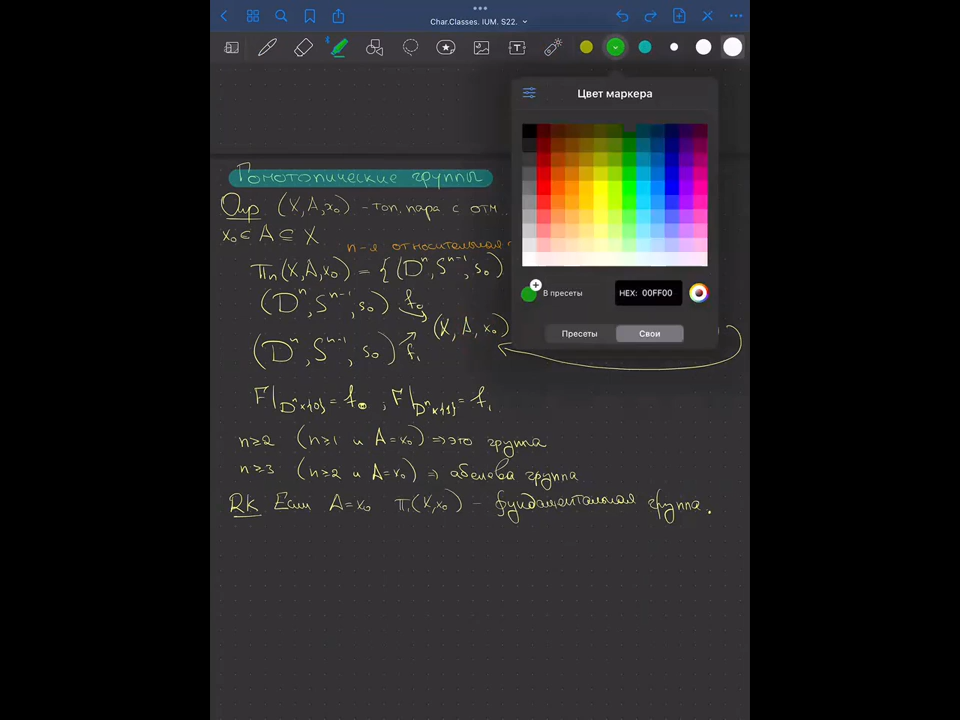 Char.Classes. IUM. S22.
Цвет маркера
В пресеты
HEX: 00FF00
Пресеты
Свои
Гомотопические группы
Опр (X,A,x₀) - топ. пара с отм..
x₀ ∈ A ⊆ X
n-я относительная
πₙ(X,A,x₀) = {(Dⁿ,Sⁿ⁻¹,s₀)
(Dⁿ,Sⁿ⁻¹,s₀) f₀
(X,A,x₀)
(Dⁿ,Sⁿ⁻¹,s₀) f₁
F|Dⁿ×{0} = f₀ ; F|Dⁿ×{1} = f₁
n≥2 (n≥1 и A=x₀) ⇒ это группа
n≥3 (n≥2 и A=x₀) ⇒ абелева группа
RK Если A=x₀ π₁(X,x₀) - фундаментальная группа.